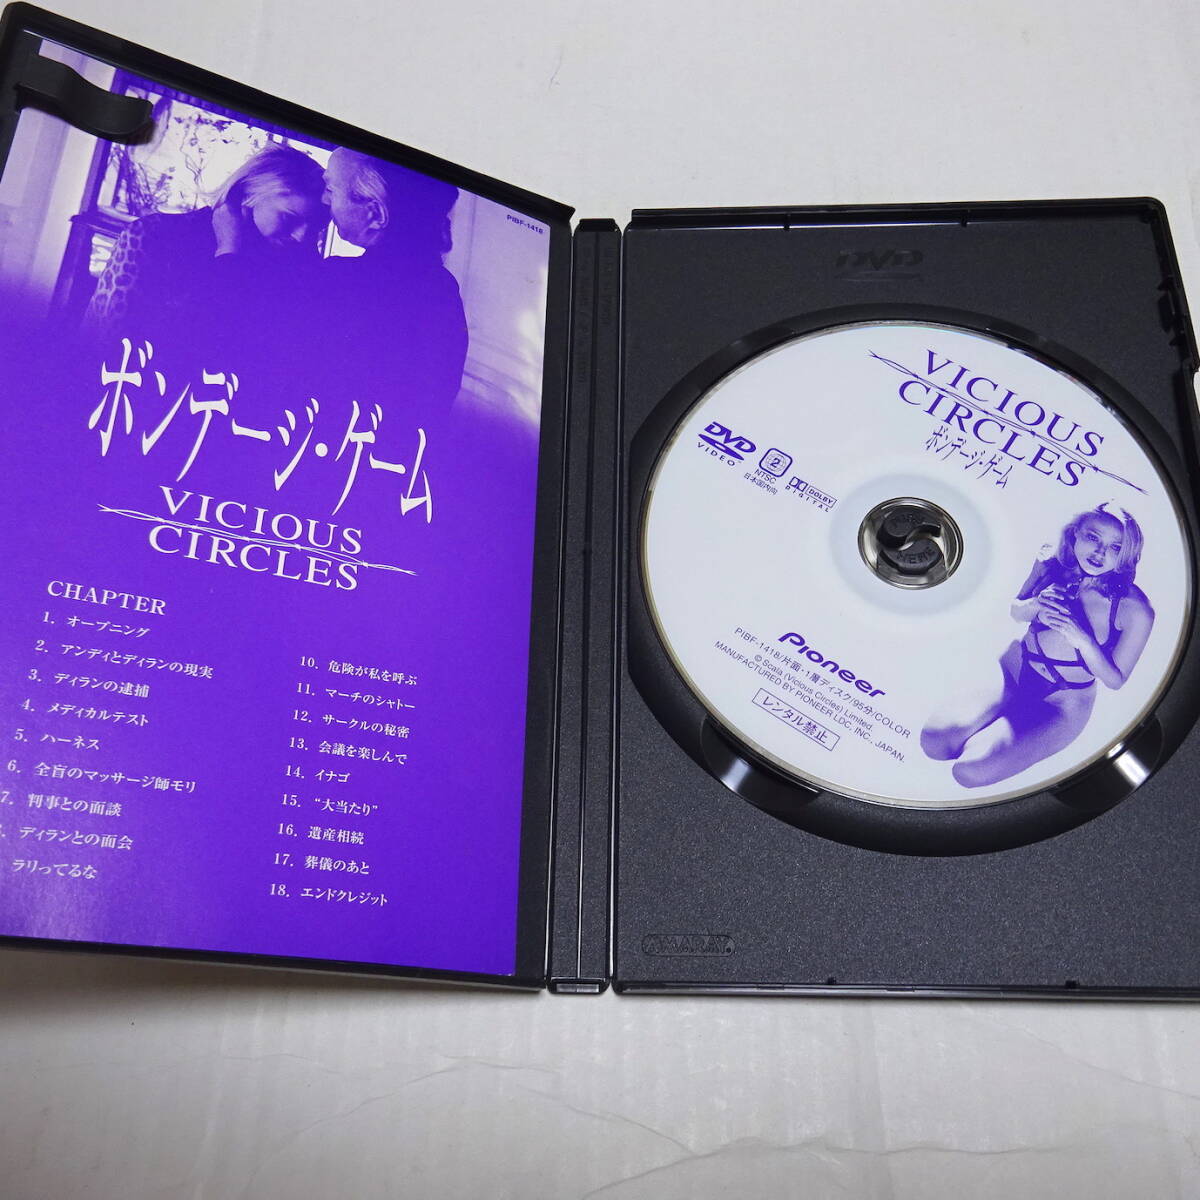 PIBF-1418
ボンデージ・ゲーム
VICIOUS
CIRCLES
CHAPTER
1. オープニング
2. アンディとディランの現実
3. ディランの逮捕
4. メディカルテスト
5. ハーネス
6. 全盲のマッサージ師モリ
7. 判事との面談
ディランとの面会
ラリってるな
10. 危険が私を呼ぶ
11. マーチのシャトー
12. サークルの秘密
13. 会議を楽しんで
14. イナゴ
15. “大当たり”
16. 遺産相続
17. 葬儀のあと
18. エンドクレジット
DVD
VICIOUS
CIRCLES
ボンデージ・ゲーム
DVD
VIDEO
2
NTSC
日本国内向
DOLBY
DIGITAL
PUSH
HERE
Pioneer
PIBF-1418/片面・1層ディスク/95分/COLOR
© Scala (Vicious Circles) Limited.
MANUFACTURED BY PIONEER LDC, INC., JAPAN.
レンタル禁止
AMARAY